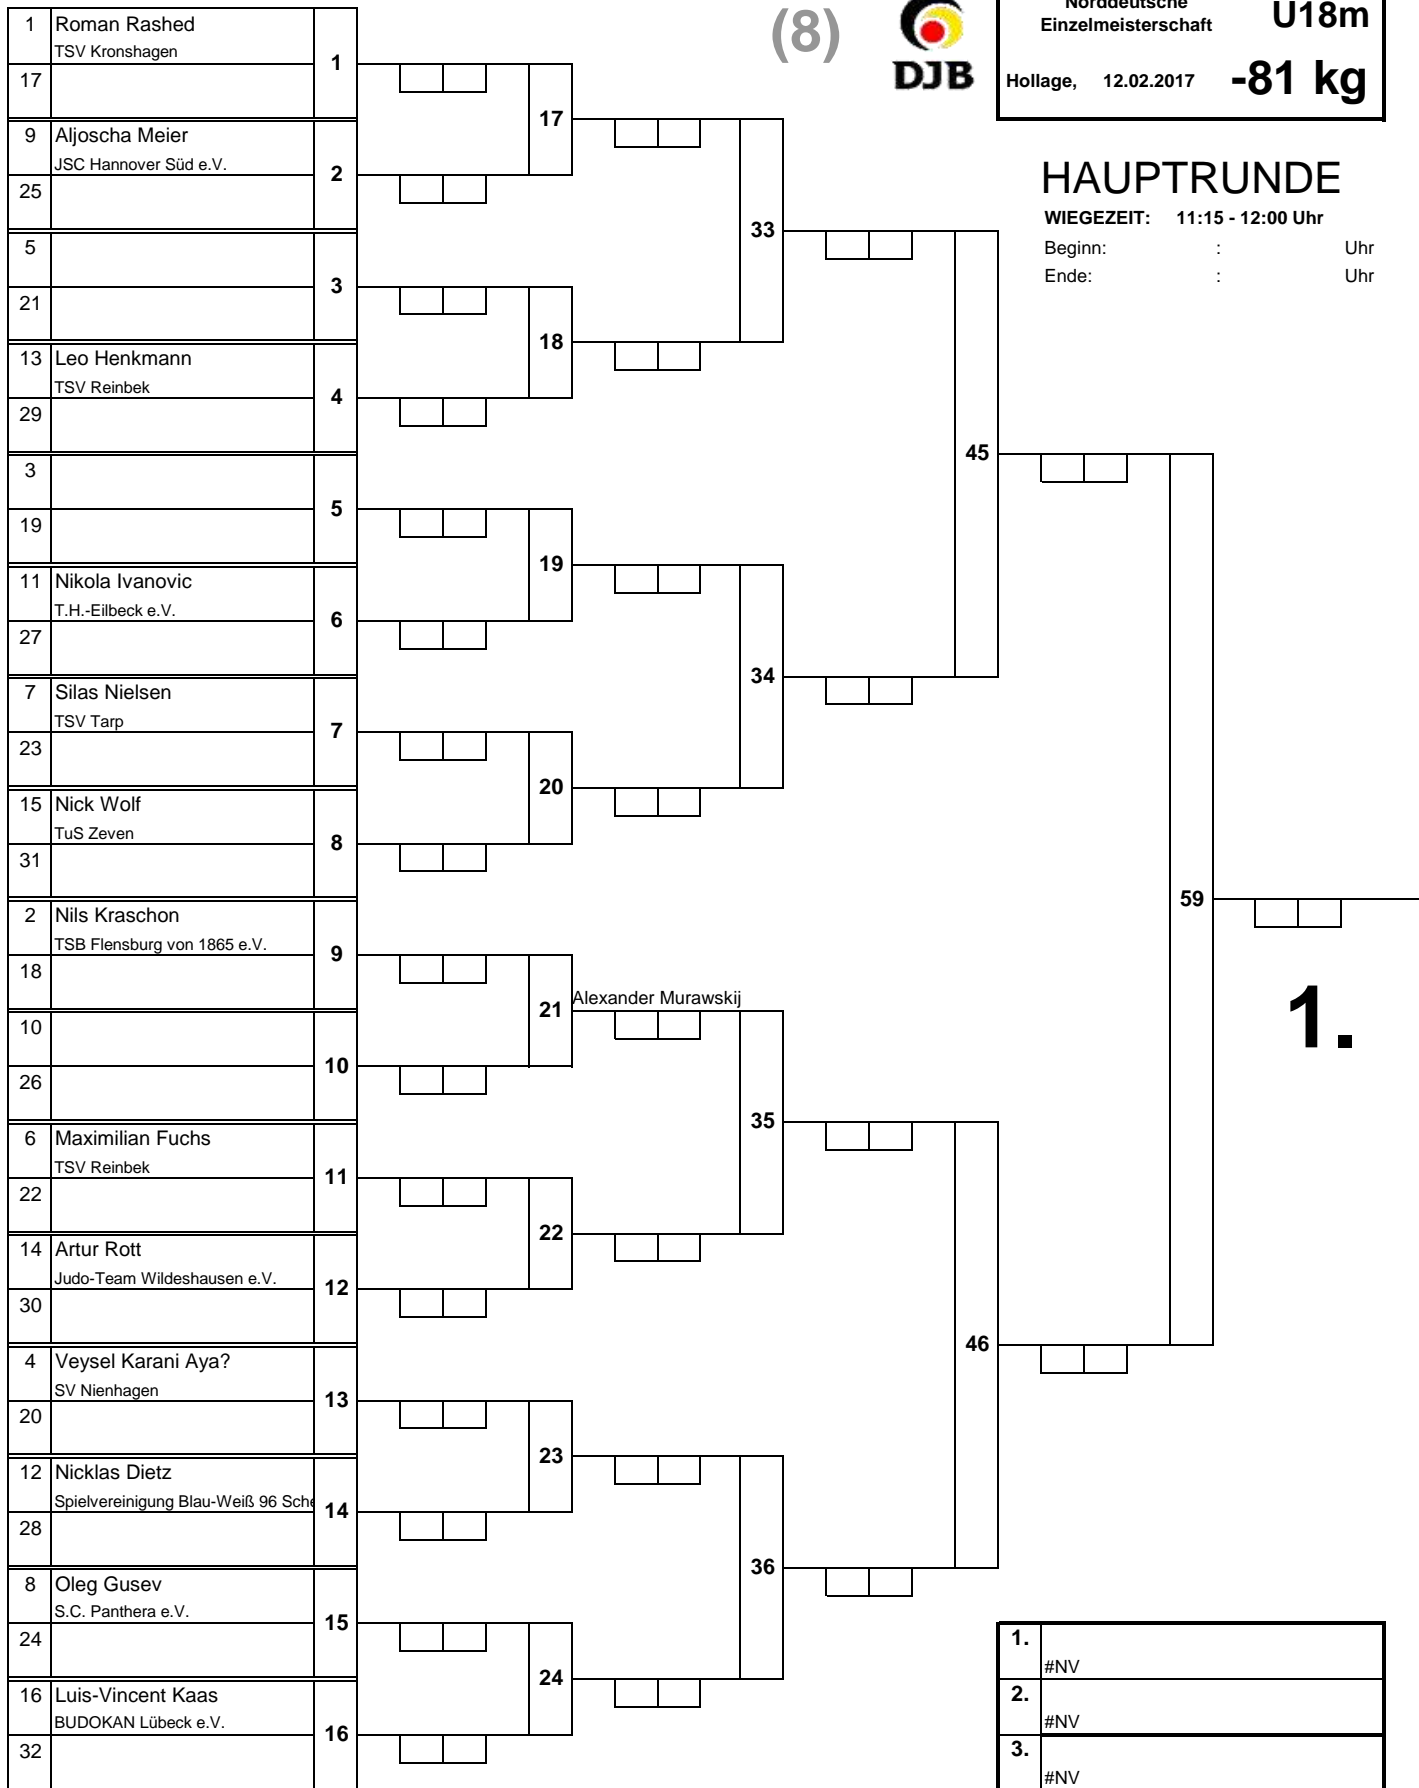 (8)
DJB
Norddeutsche
Einzelmeisterschaft
U18m
Hollage, 12.02.2017 -81 kg
HAUPTRUNDE
WIEGEZEIT: 11:15 - 12:00 Uhr
Beginn: : Uhr
Ende: : Uhr
1 Roman Rashed
TSV Kronshagen
1
17
17
9 Aljoscha Meier
JSC Hannover Süd e.V.
2
25
33
5
3
21
18
13 Leo Henkmann
TSV Reinbek
4
29
45
3
5
19
19
11 Nikola Ivanovic
T.H.-Eilbeck e.V.
6
27
34
7 Silas Nielsen
TSV Tarp
7
23
20
15 Nick Wolf
TuS Zeven
8
31
59
2 Nils Kraschon
TSB Flensburg von 1865 e.V.
9
18
21 Alexander Murawskij
1.
10
10
26
35
6 Maximilian Fuchs
TSV Reinbek
11
22
22
14 Artur Rott
Judo-Team Wildeshausen e.V.
12
30
46
4 Veysel Karani Aya?
SV Nienhagen
13
20
23
12 Nicklas Dietz
Spielvereinigung Blau-Weiß 96 Sche
14
28
36
8 Oleg Gusev
S.C. Panthera e.V.
15
24
24
16 Luis-Vincent Kaas
BUDOKAN Lübeck e.V.
16
32
1.
#NV
2.
#NV
3.
#NV